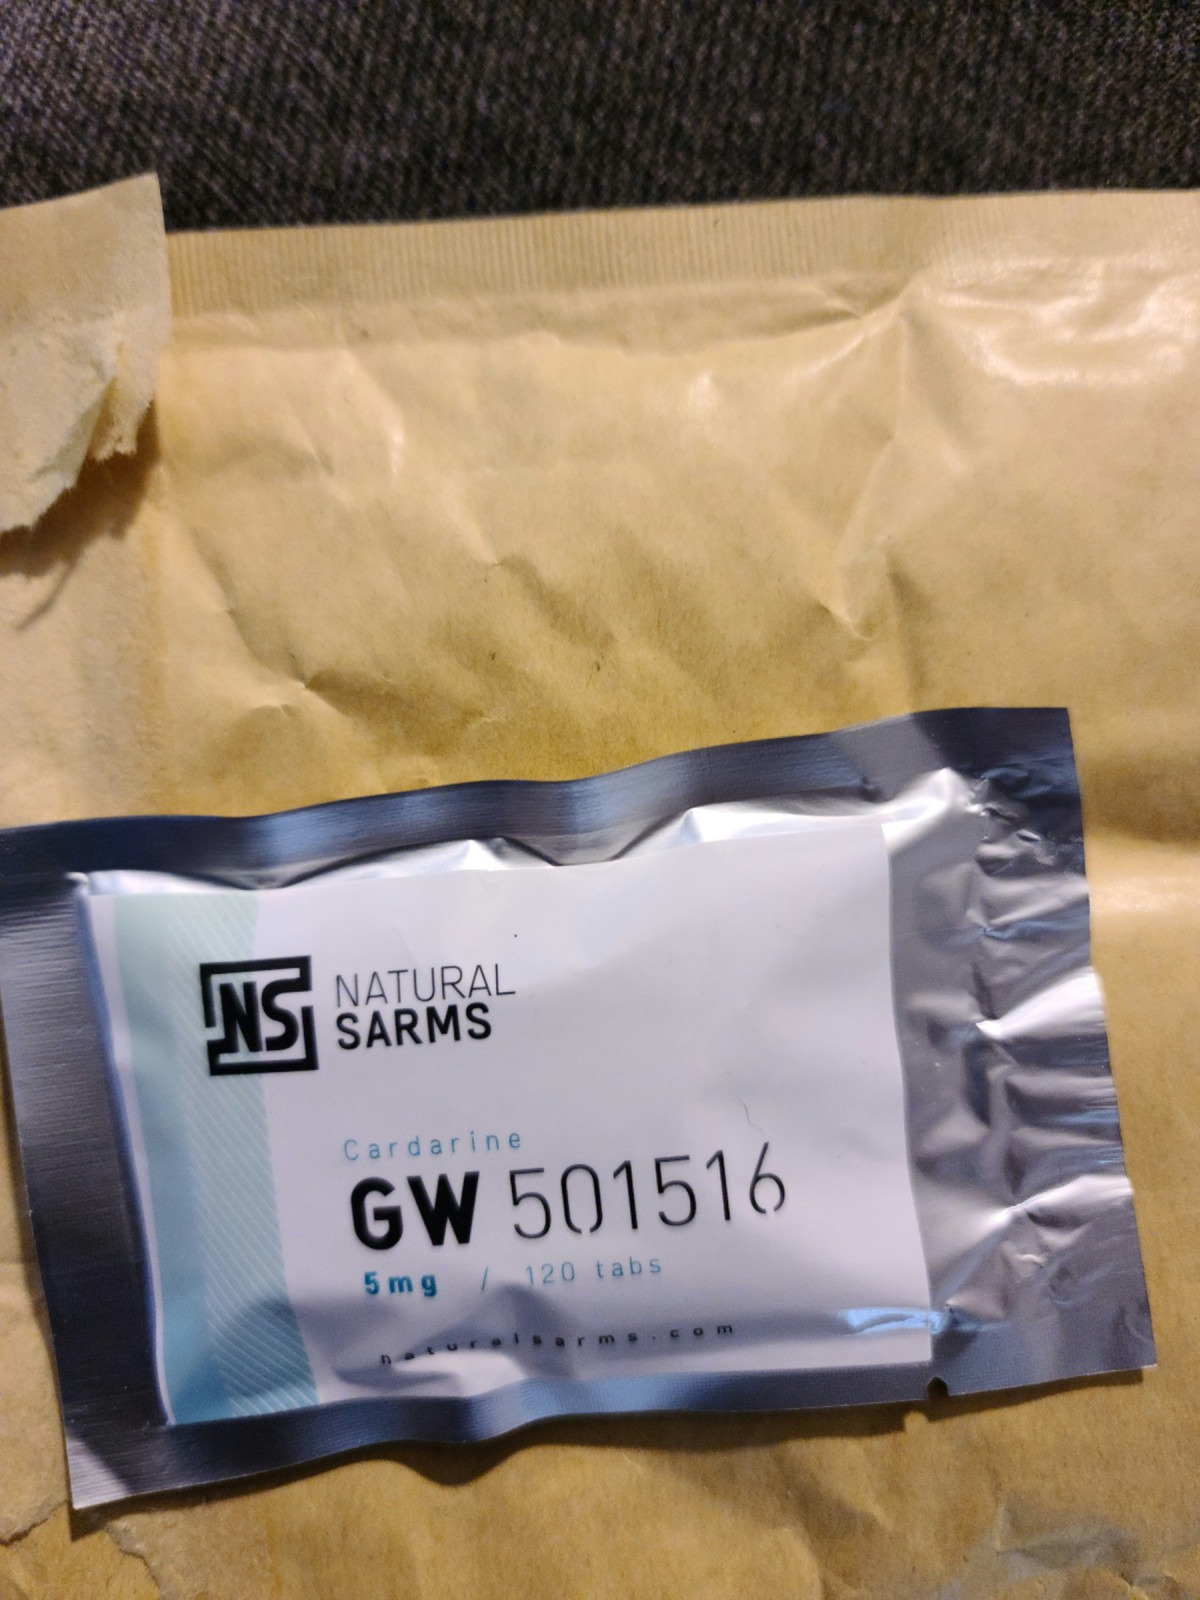 NS
NATURAL
SARMS
Cardarine
GW 501516
5mg / 120 tabs
naturalsarms.com